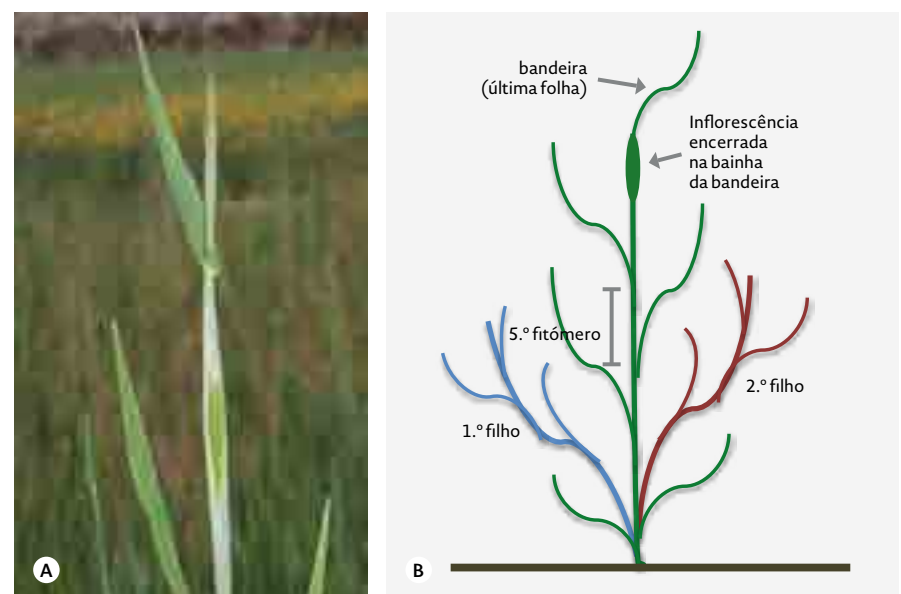 bandeira
(última folha)
Inflorescência
encerrada
na bainha
da bandeira
5.º fitómero
2.º filho
1.º filho
A
B